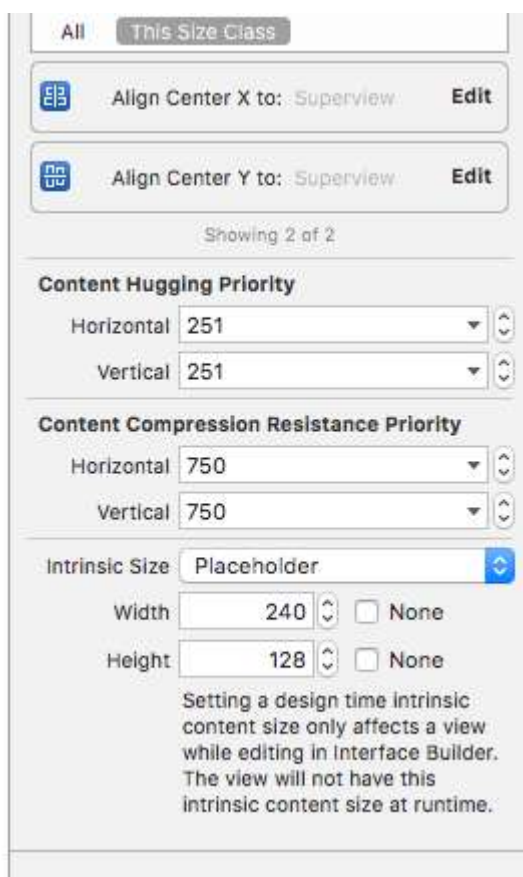 All This Size Class
Align Center X to: Superview Edit
Align Center Y to: Superview Edit
Showing 2 of 2
Content Hugging Priority
Horizontal 251
Vertical 251
Content Compression Resistance Priority
Horizontal 750
Vertical 750
Intrinsic Size Placeholder
Width 240 None
Height 128 None
Setting a design time intrinsic
content size only affects a view
while editing in Interface Builder.
The view will not have this
intrinsic content size at runtime.